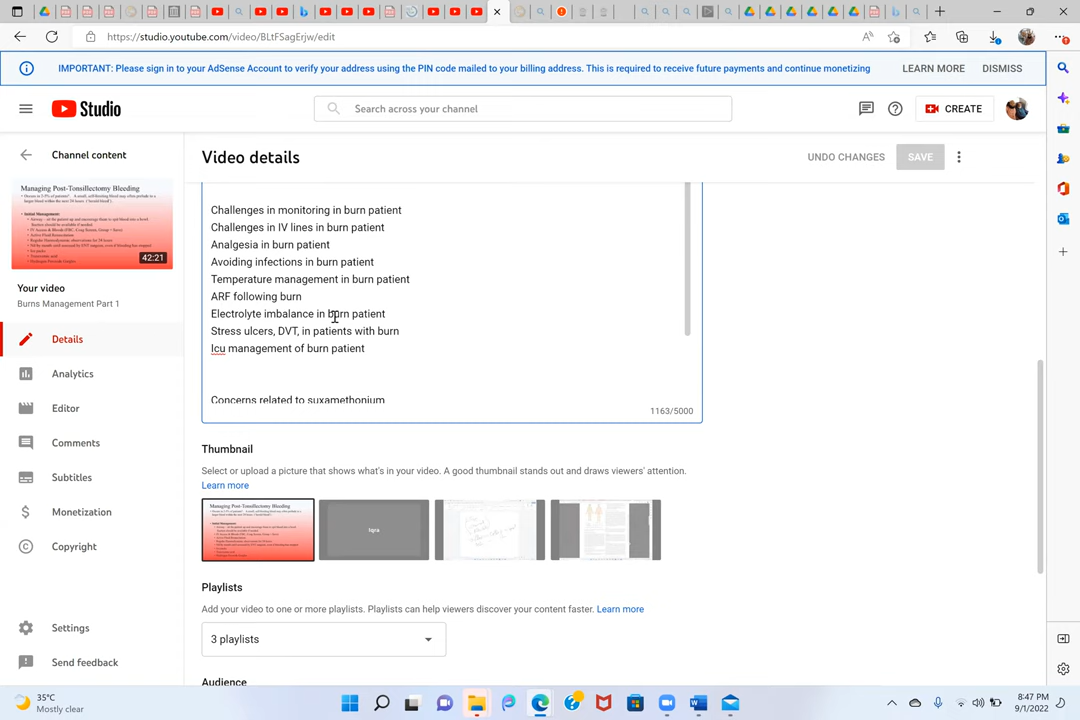 https://studio.youtube.com/video/BLtFSagErjw/edit
IMPORTANT: Please sign in to your AdSense Account to verify your address using the PIN code mailed to your billing address. This is required to receive future payments and continue monetizing
LEARN MORE
DISMISS
Studio
Search across your channel
CREATE
Channel content
Video details
UNDO CHANGES
SAVE
Managing Post-Tonsillectomy Bleeding
Initial Management:
42:21
Your video
Burns Management Part 1
Details
Analytics
Editor
Comments
Subtitles
Monetization
Copyright
Settings
Send feedback
Challenges in monitoring in burn patient
Challenges in IV lines in burn patient
Analgesia in burn patient
Avoiding infections in burn patient
Temperature management in burn patient
ARF following burn
Electrolyte imbalance in burn patient
Stress ulcers, DVT, in patients with burn
Icu management of burn patient
Concerns related to suxamethonium
1163/5000
Thumbnail
Select or upload a picture that shows what's in your video. A good thumbnail stands out and draws viewers' attention.
Learn more
Managing Post-Tonsillectomy Bleeding
Iqra
Playlists
Add your video to one or more playlists. Playlists can help viewers discover your content faster. Learn more
3 playlists
Audience
35°C
Mostly clear
8:47 PM
9/1/2022